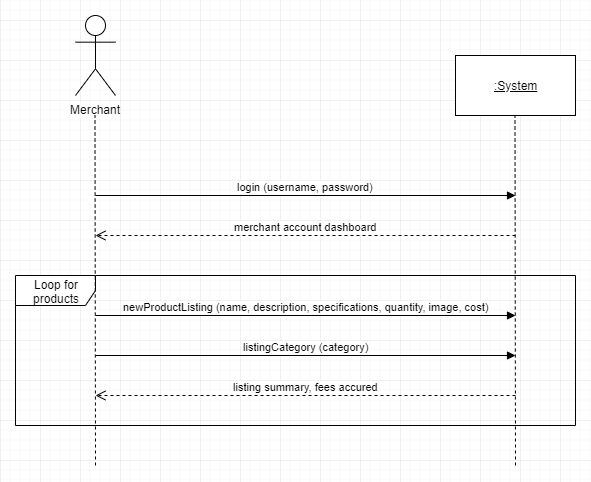 Merchant
:System
login (username, password)
merchant account dashboard
Loop for
products
newProductListing (name, description, specifications, quantity, image, cost)
listingCategory (category)
listing summary, fees accured